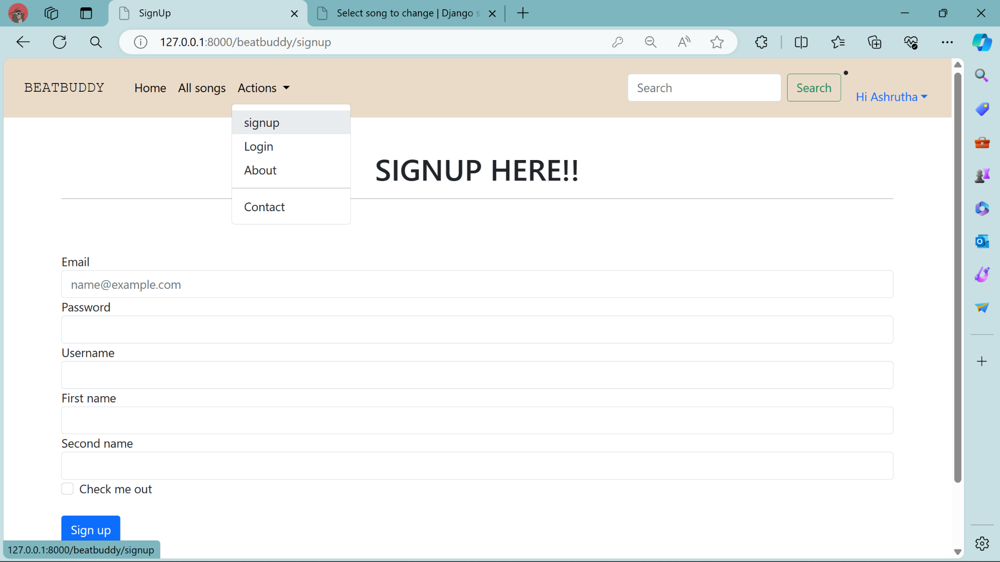 SignUp
Select song to change | Django s
127.0.0.1:8000/beatbuddy/signup
BEATBUDDY Home All songs Actions Search Search Hi Ashrutha
signup
Login
About
Contact
SIGNUP HERE!!
Email
name@example.com
Password
Username
First name
Second name
Check me out
Sign up
127.0.0.1:8000/beatbuddy/signup